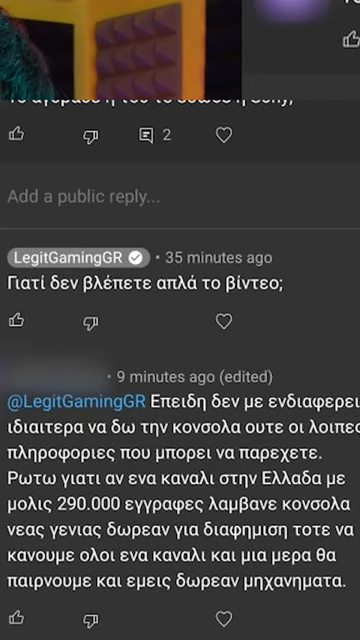 2
Add a public reply...
LegitGamingGR • 35 minutes ago
Γιατί δεν βλέπετε απλά το βίντεο;
• 9 minutes ago (edited)
@LegitGamingGR Επειδη δεν με ενδιαφερει
ιδιαιτερα να δω την κονσολα ουτε οι λοιπες
πληροφοριες που μπορει να παρεχετε.
Ρωτω γιατι αν ενα καναλι στην Ελλαδα με
μολις 290.000 εγγραφες λαμβανε κονσολα
νεας γενιας δωρεαν για διαφημιση τοτε να
κανουμε ολοι ενα καναλι και μια μερα θα
παιρνουμε και εμεις δωρεαν μηχανηματα.